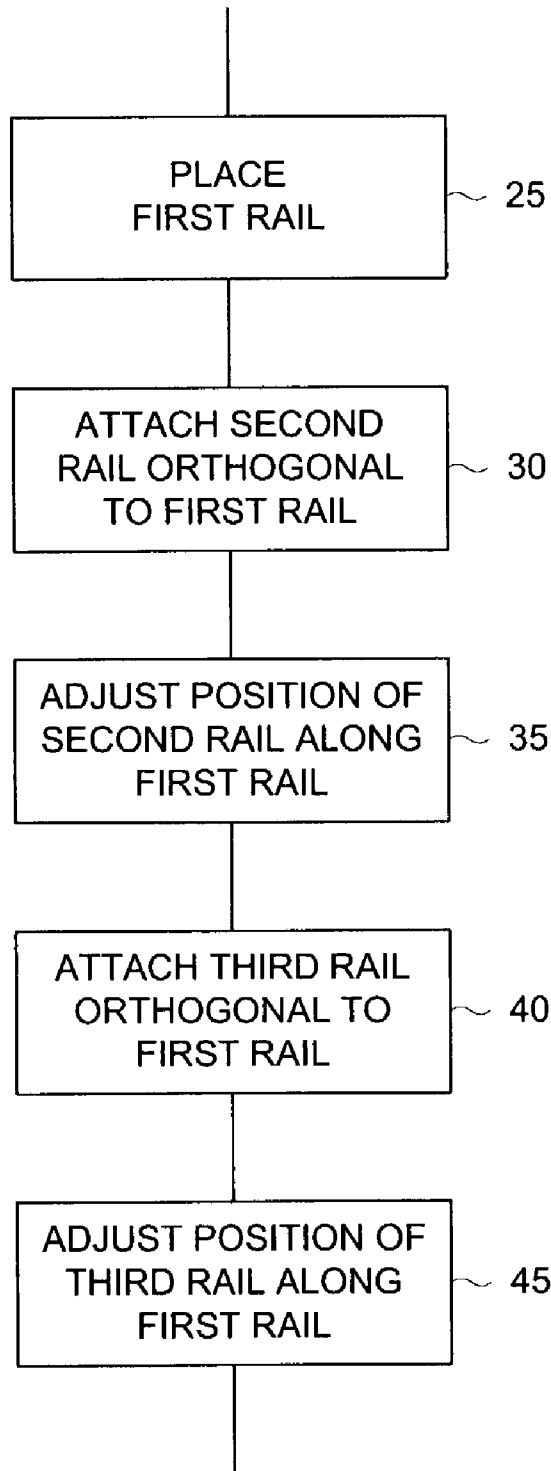 PLACE
FIRST RAIL
25
ATTACH SECOND
RAIL ORTHOGONAL
TO FIRST RAIL
30
ADJUST POSITION OF
SECOND RAIL ALONG
FIRST RAIL
35
ATTACH THIRD RAIL
ORTHOGONAL TO
FIRST RAIL
40
ADJUST POSITION OF
THIRD RAIL ALONG
FIRST RAIL
45